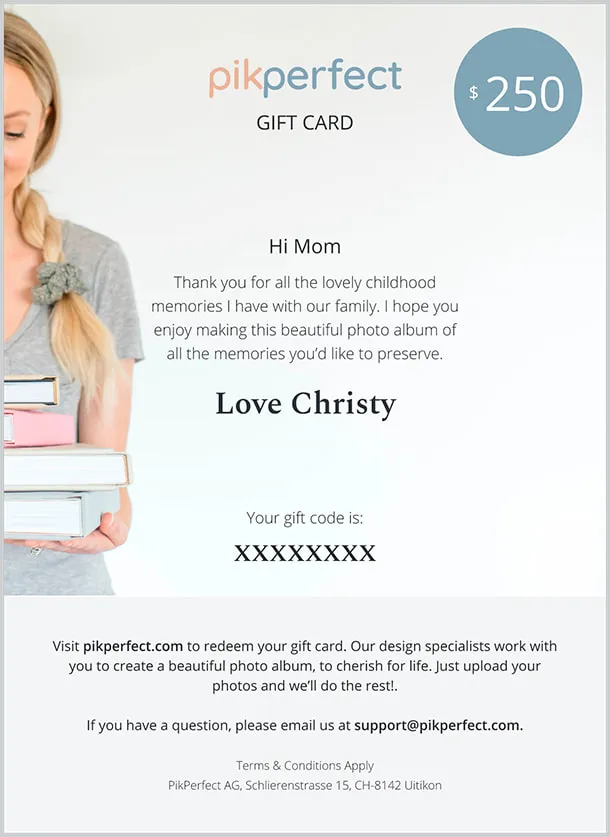 pikperfect
$ 250
GIFT CARD
Hi Mom
Thank you for all the lovely childhood
memories I have with our family. I hope you
enjoy making this beautiful photo album of
all the memories you’d like to preserve.
Love Christy
Your gift code is:
XXXXXXXX
Visit pikperfect.com to redeem your gift card. Our design specialists work with
you to create a beautiful photo album, to cherish for life. Just upload your
photos and we’ll do the rest!.
If you have a question, please email us at support@pikperfect.com.
Terms & Conditions Apply
PikPerfect AG, Schlierenstrasse 15, CH-8142 Uitikon